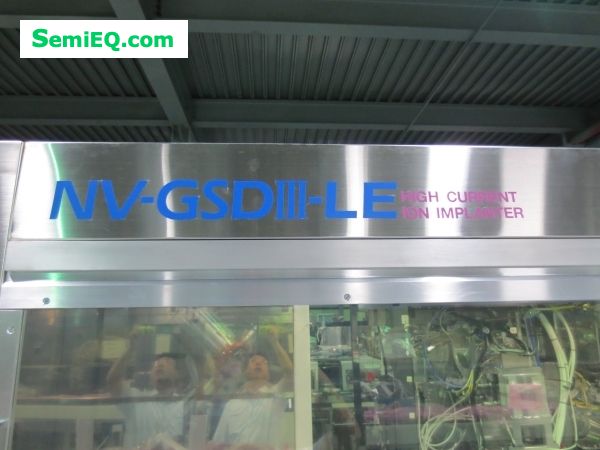 SemiEQ.com
NV-GSDIII-LE
HIGH CURRENT
ION IMPLANTER